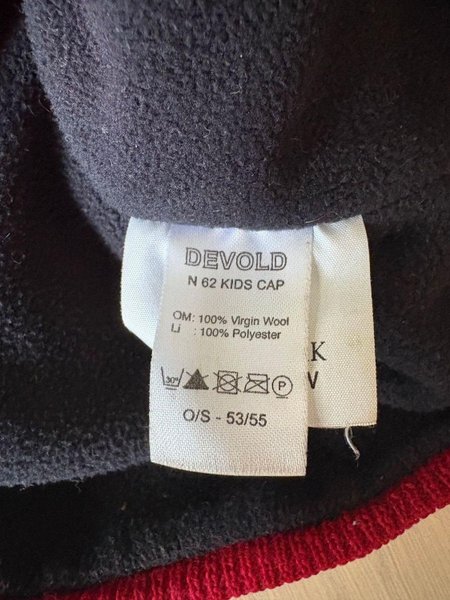 DEVOLD
N 62 KIDS CAP
OM: 100% Virgin Wool
Li : 100% Polyester
30°
P
O/S - 53/55
K
W